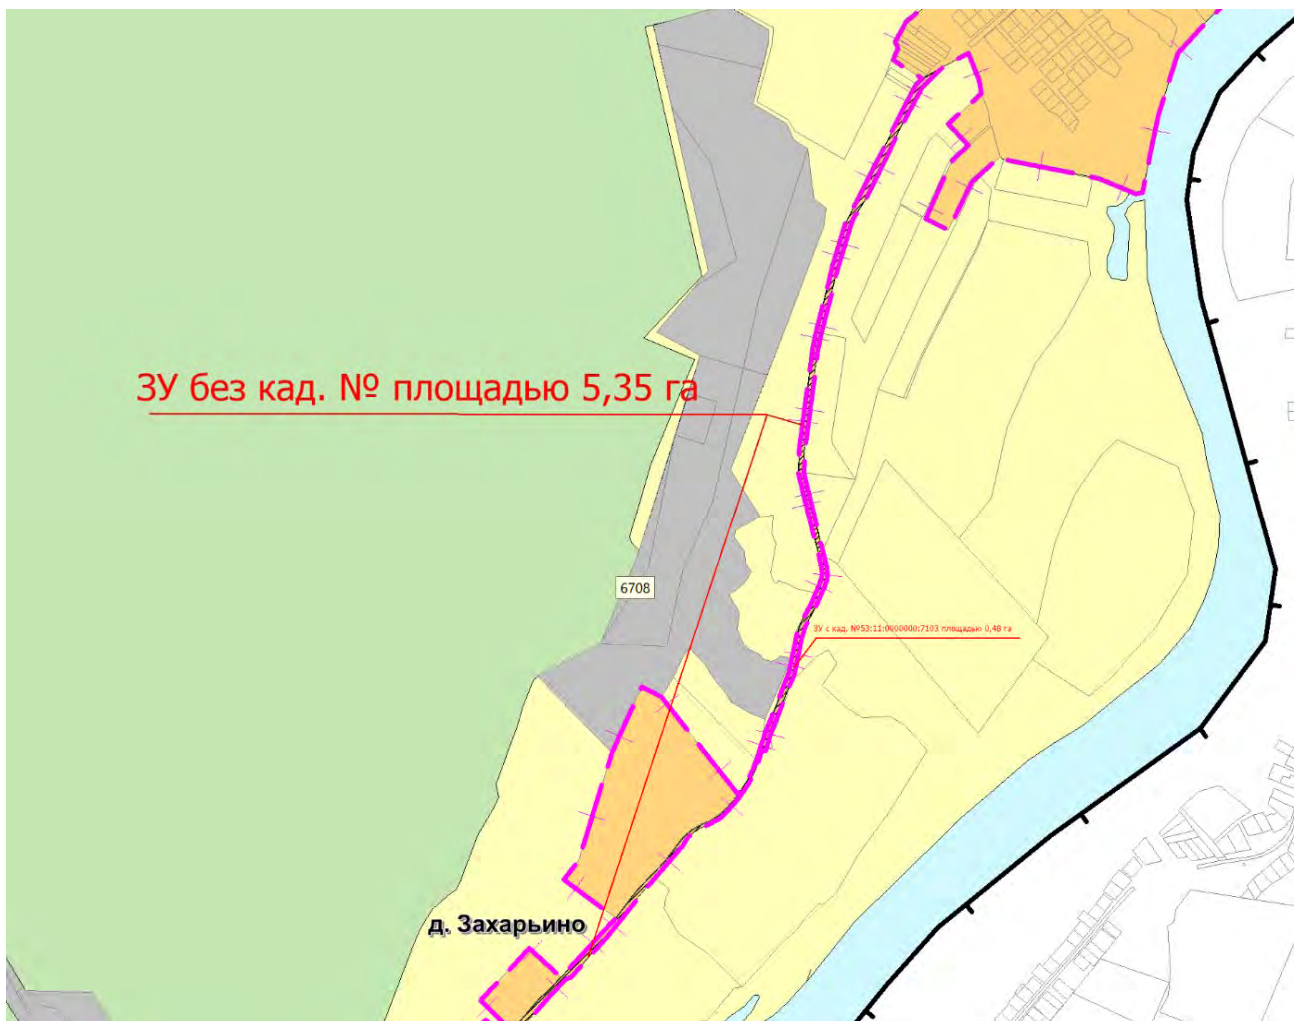 ЗУ без кад. № площадью 5,35 га
6708
ЗУ с кад. №53:11:0000000:7103 площадью 0,48 га
д. Захарьино